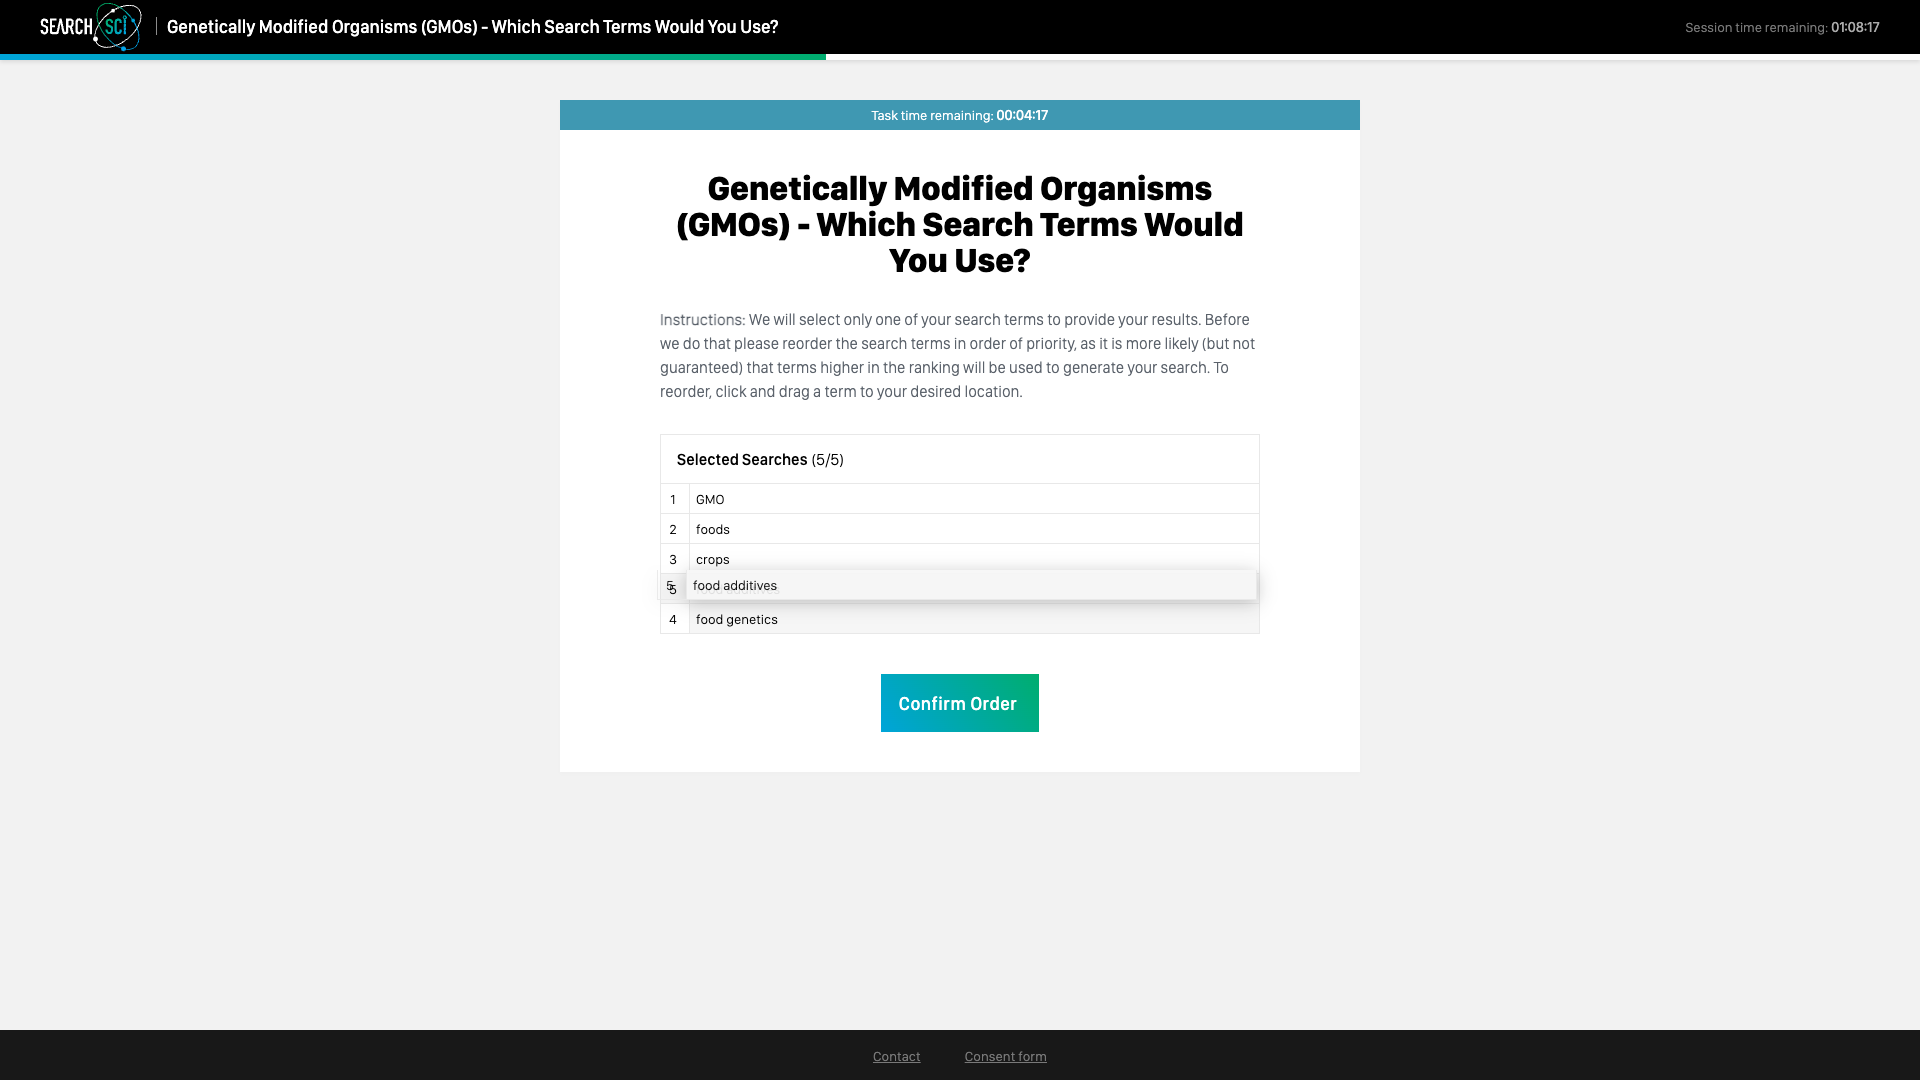 SEARCH SCI
Genetically Modified Organisms (GMOs) - Which Search Terms Would You Use?
Session time remaining: 01:08:17
Task time remaining: 00:04:17
Genetically Modified Organisms
(GMOs) - Which Search Terms Would
You Use?
Instructions: We will select only one of your search terms to provide your results. Before
we do that please reorder the search terms in order of priority, as it is more likely (but not
guaranteed) that terms higher in the ranking will be used to generate your search. To
reorder, click and drag a term to your desired location.
Selected Searches (5/5)
1 GMO
2 foods
3 crops
5 food additives
5
4 food genetics
Confirm Order
Contact Consent form